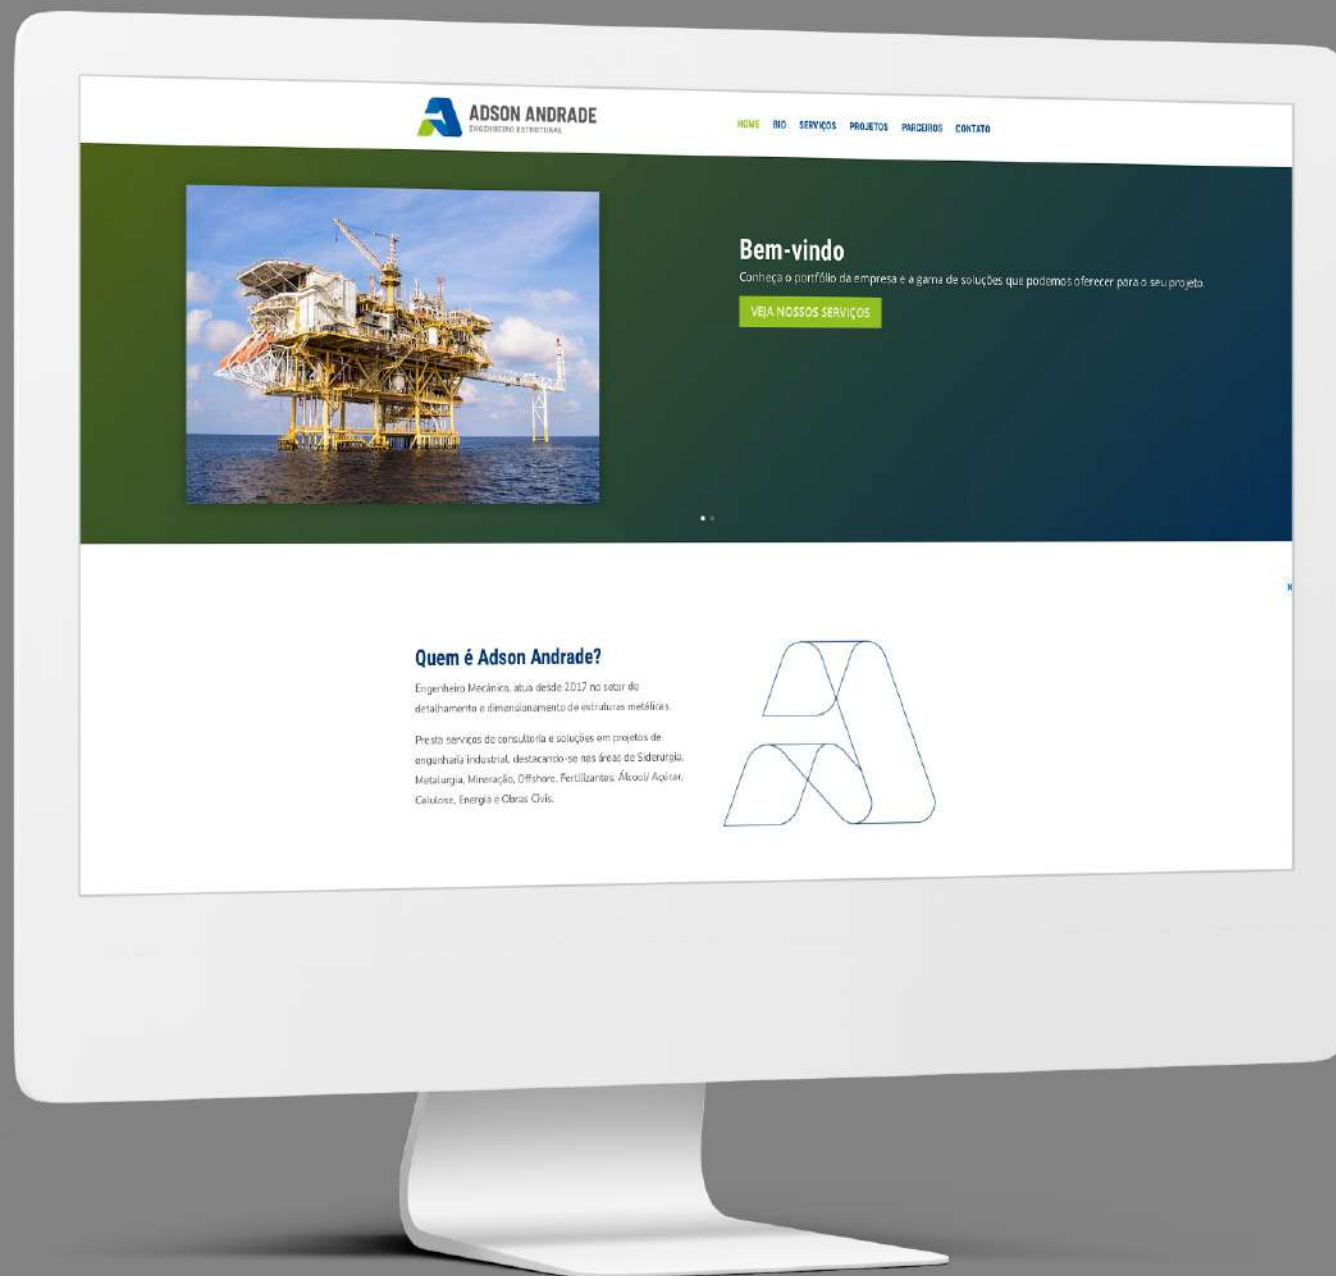 ADSON ANDRADE
ENGENHEIRO ESTRUTURAL
HOME BIO SERVIÇOS PROJETOS PARCEIROS CONTATO
Bem-vindo
Conheça o portfólio da empresa e a gama de soluções que podemos oferecer para o seu projeto.
VEJA NOSSOS SERVIÇOS
Quem é Adson Andrade?
Engenheiro Mecânico, atua desde 2017 no setor de
detalhamento e dimensionamento de estruturas metálicas.
Presta serviços de consultoria e soluções em projetos de
engenharia industrial, destacando-se nas áreas de Siderurgia,
Metalurgia, Mineração, Offshore, Fertilizantes, Álcool/ Açúcar,
Celulose, Energia e Obras Civis.